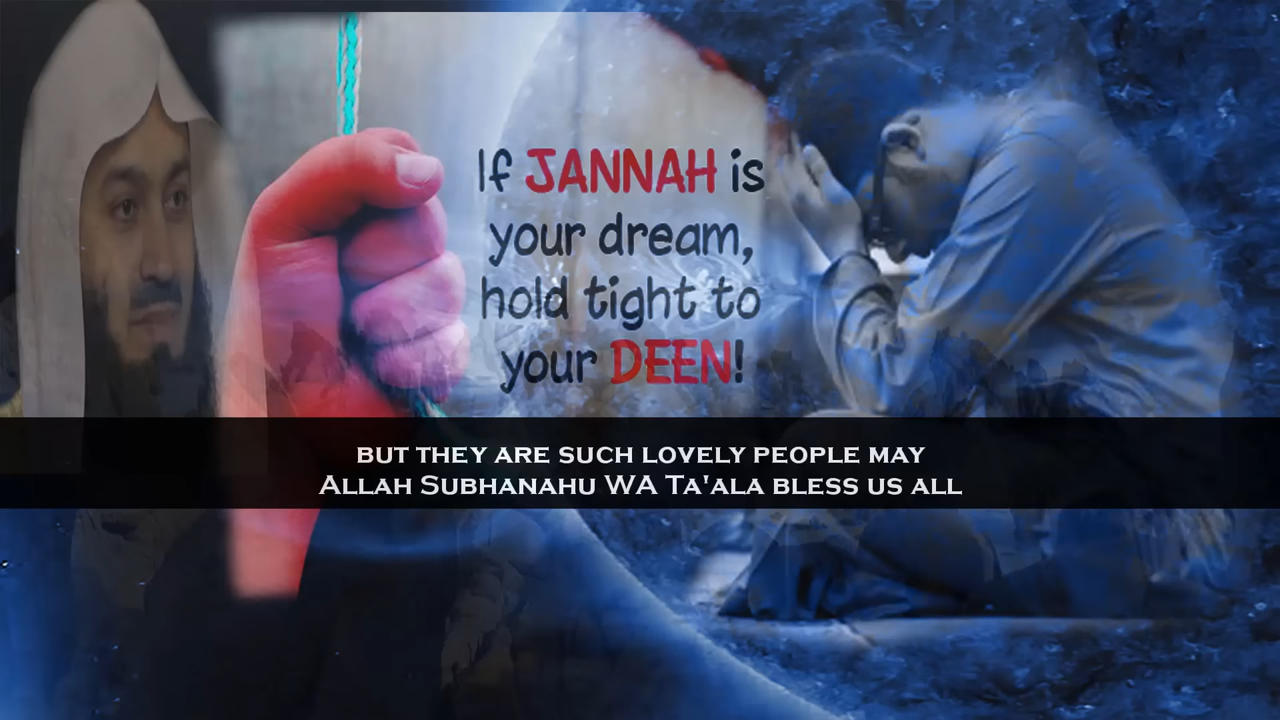 If JANNAH is
your dream,
hold tight to
your DEEN!
BUT THEY ARE SUCH LOVELY PEOPLE MAY
ALLAH SUBHANAHU WA TA'ALA BLESS US ALL